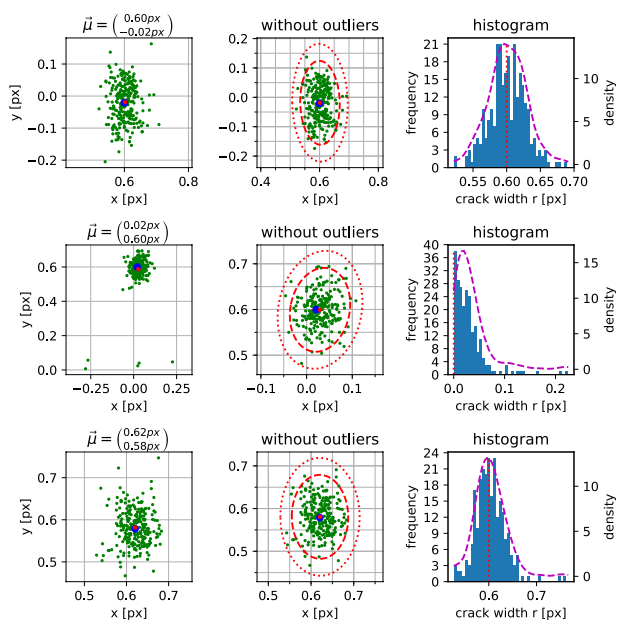 μ⃗ = (0.60px
−0.02px)
without outliers
histogram
y [px]
0.1
0.0
−0.1
−0.2
0.6
0.8
x [px]
0.2
0.1
0.0
−0.1
−0.2
0.4
0.6
0.8
x [px]
frequency
21
18
15
12
9
6
3
0
10
5
0
density
0.55
0.60
0.65
0.70
crack width r [px]
μ⃗ = (0.02px
0.60px)
without outliers
histogram
y [px]
0.6
0.4
0.2
0.0
−0.25
0.00
0.25
x [px]
0.7
0.6
0.5
−0.1
0.0
0.1
x [px]
frequency
40
36
32
28
24
20
16
12
8
4
0
15
10
5
0
density
0.0
0.1
0.2
crack width r [px]
μ⃗ = (0.62px
0.58px)
without outliers
histogram
y [px]
0.7
0.6
0.5
0.5
0.6
0.7
x [px]
0.7
0.6
0.5
0.5
0.6
0.7
x [px]
frequency
24
21
18
15
12
9
6
3
0
10
5
0
density
0.6
0.7
crack width r [px]